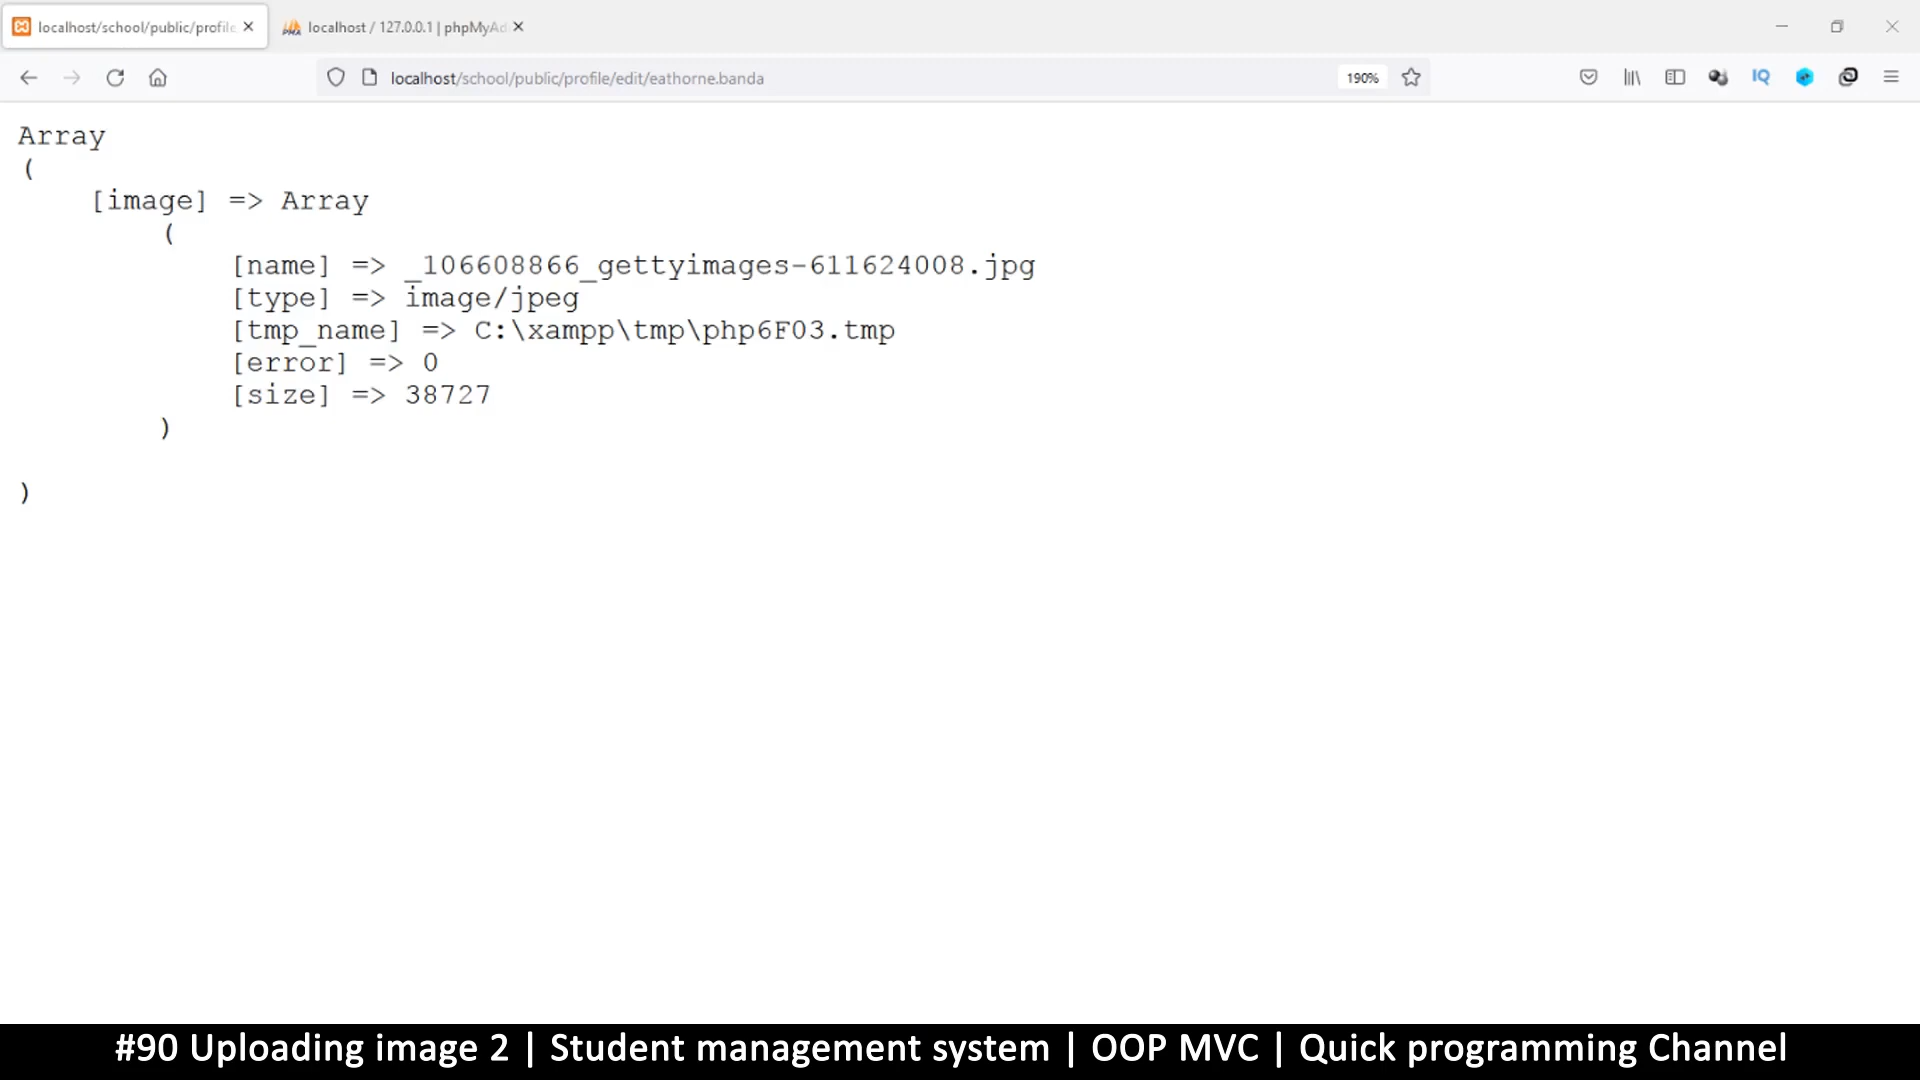 localhost/school/public/profile
localhost / 127.0.0.1 | phpMyAd
localhost/school/public/profile/edit/eathorne.banda
190%
IQ
Array
(
[image] => Array
(
[name] => _106608866_gettyimages-611624008.jpg
[type] => image/jpeg
[tmp_name] => C:\xampp\tmp\php6F03.tmp
[error] => 0
[size] => 38727
)
)
#90 Uploading image 2 | Student management system | OOP MVC | Quick programming Channel